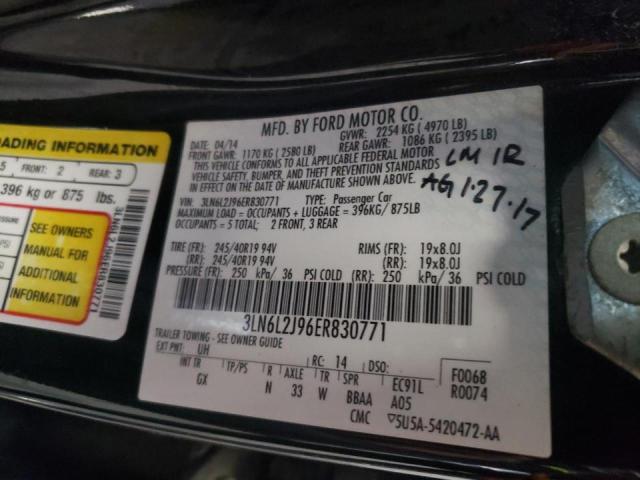 LOADING INFORMATION
5 FRONT: 2 REAR: 3
396 kg or 875 lbs.
SEE OWNERS
MANUAL FOR
ADDITIONAL
INFORMATION
3LN6L2J96ER830771
MFD. BY FORD MOTOR CO.
DATE: 04/14 GVWR: 2254 KG ( 4970 LB)
FRONT GAWR: 1170 KG ( 2580 LB) REAR GAWR: 1086 KG ( 2395 LB)
THIS VEHICLE CONFORMS TO ALL APPLICABLE FEDERAL MOTOR
VEHICLE SAFETY, BUMPER, AND THEFT PREVENTION STANDARDS
IN EFFECT ON THE DATE OF MANUFACTURE SHOWN ABOVE.
LM 1R
AG 1.27.17
VIN: 3LN6L2J96ER830771 TYPE: Passenger Car
MAXIMUM LOAD = OCCUPANTS + LUGGAGE = 396KG/ 875LB
OCCUPANTS = 5 TOTAL: 2 FRONT, 3 REAR
TIRE (FR): 245/40R19 94V RIMS (FR): 19x8.0J
(RR): 245/40R19 94V (RR): 19x8.0J
PRESSURE (FR): 250 kPa/ 36 PSI COLD (RR): 250 kPa/ 36 PSI COLD
3LN6L2J96ER830771
TRAILER TOWING - SEE OWNER GUIDE
EXT PNT: UH RC: 14 DSO: F0068
INT TR TP/PS R AXLE TR SPR EC91L R0074
GX N 33 W BBAA A05
CMC ▽5U5A-5420472-AA